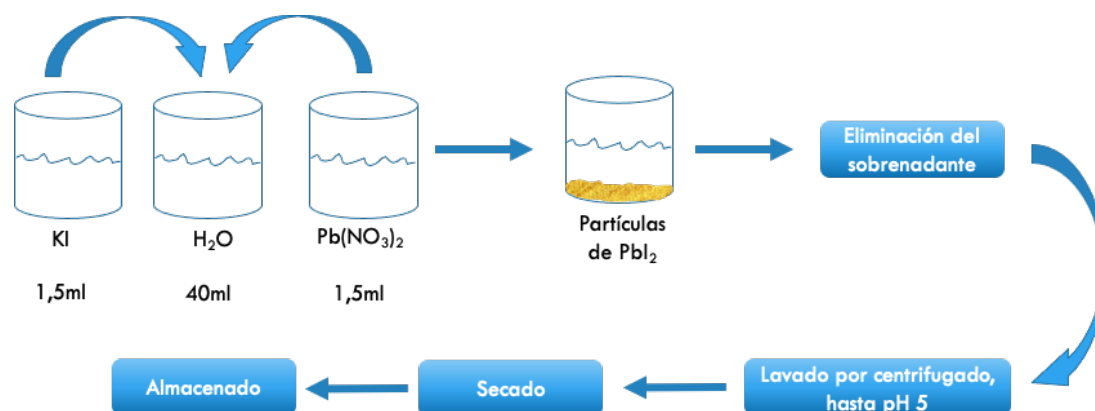 KI
H₂O
Pb(NO₃)₂
1,5ml
40ml
1,5ml
Partículas
de PbI₂
Eliminación del
sobrenadante
Lavado por centrifugado,
hasta pH 5
Secado
Almacenado